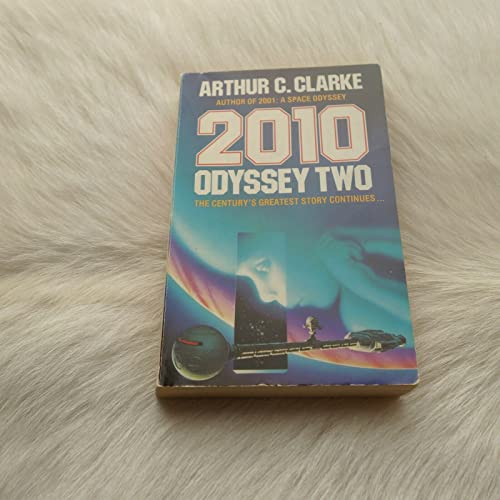 ARTHUR C. CLARKE
AUTHOR OF 2001: A SPACE ODYSSEY
2010
ODYSSEY TWO
THE CENTURY'S GREATEST STORY CONTINUES...